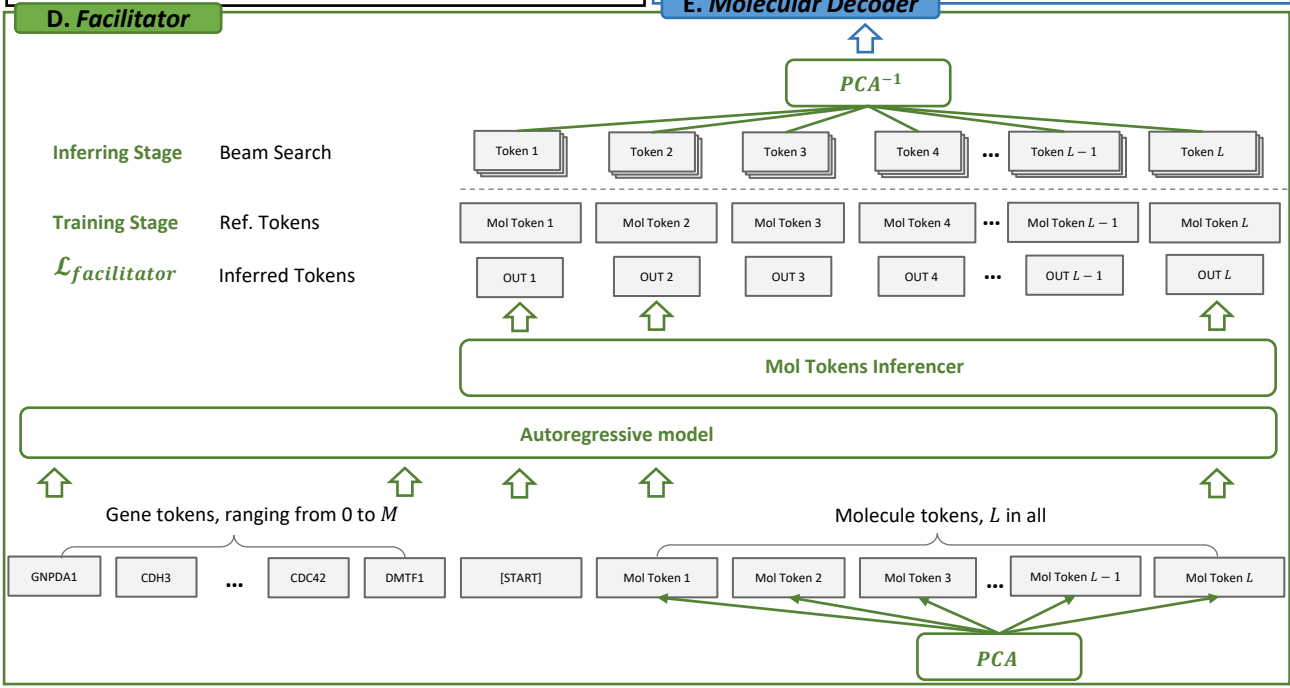 D. Facilitator
E. Molecular Decoder
PCA⁻¹
Inferring Stage Beam Search Token 1 Token 2 Token 3 Token 4 ... Token L − 1 Token L
Training Stage Ref. Tokens Mol Token 1 Mol Token 2 Mol Token 3 Mol Token 4 ... Mol Token L − 1 Mol Token L
ℒfacilitator Inferred Tokens OUT 1 OUT 2 OUT 3 OUT 4 ... OUT L − 1 OUT L
Mol Tokens Inferencer
Autoregressive model
Gene tokens, ranging from 0 to M Molecule tokens, L in all
GNPDA1 CDH3 ... CDC42 DMTF1 [START] Mol Token 1 Mol Token 2 Mol Token 3 ... Mol Token L − 1 Mol Token L
PCA